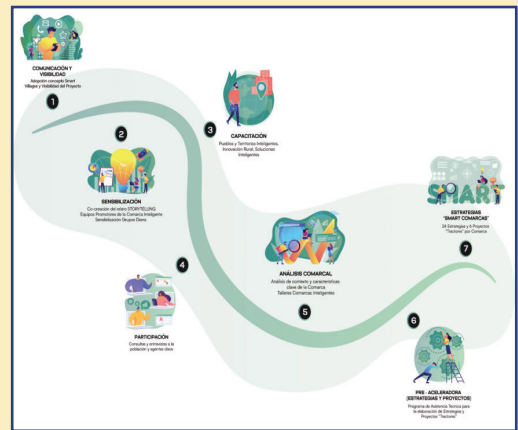 COMUNICACIÓN Y
VISIBILIDAD
Adopción concepto Smart
Villages y Visibilidad del Proyecto
1
2
SENSIBILIZACIÓN
Co-creación del relato (STORYTELLING)
Equipos Promotores de la Comarca Inteligente
Sensibilización Grupos Diana
3
CAPACITACIÓN
Pueblos y Territorios Inteligentes,
Innovación Rural, Soluciones
Inteligentes
4
PARTICIPACIÓN
Consultas y entrevistas a la
población y agentes clave
ANÁLISIS COMARCAL
Análisis de contexto y características
clave de la Comarca
Talleres Comarcas Inteligentes
5
6
PRE - ACELERADORA
(ESTRATEGIAS Y PROYECTOS)
Programa de Asistencia Técnica para
la elaboración de Estrategias y
Proyectos "Tractores"
SMART
ESTRATEGIAS
"SMART COMARCAS"
24 Estrategias y 6 Proyectos
"Tractores" por Comarca
7